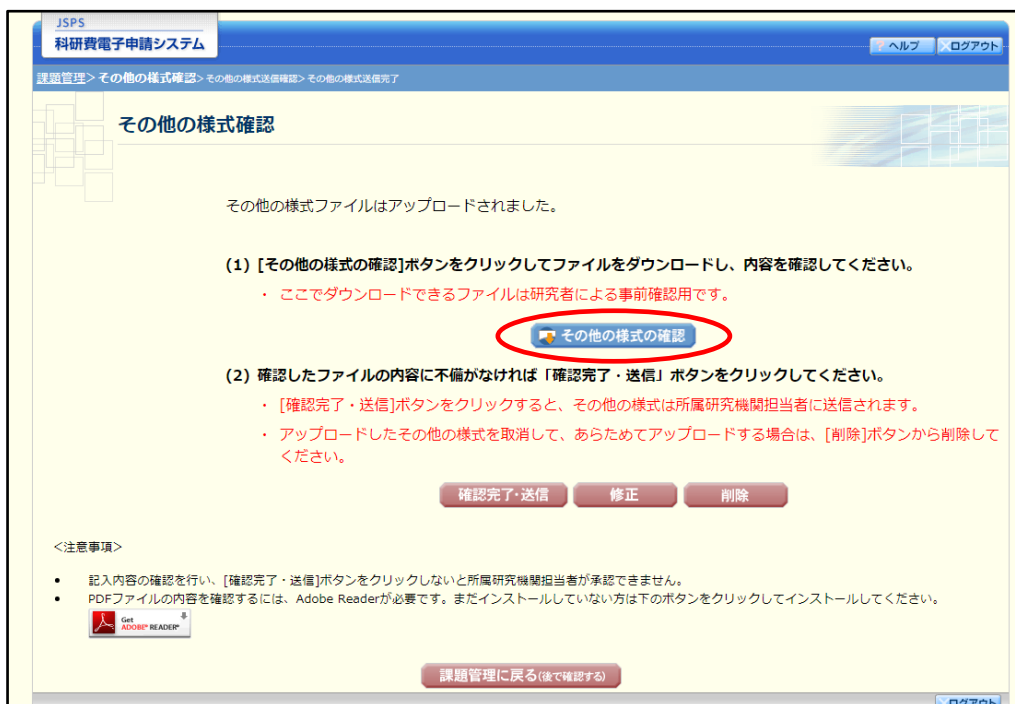 JSPS
科研費電子申請システム
? ヘルプ
×ログアウト
課題管理> その他の様式確認> その他の様式送信確認> その他の様式送信完了
その他の様式確認
その他の様式ファイルはアップロードされました。
(1) [その他の様式の確認]ボタンをクリックしてファイルをダウンロードし、内容を確認してください。
・ ここでダウンロードできるファイルは研究者による事前確認用です。
その他の様式の確認
(2) 確認したファイルの内容に不備がなければ「確認完了・送信」ボタンをクリックしてください。
・ [確認完了・送信]ボタンをクリックすると、その他の様式は所属研究機関担当者に送信されます。
・ アップロードしたその他の様式を取消して、あらためてアップロードする場合は、[削除]ボタンから削除して
ください。
確認完了・送信
修正
削除
<注意事項>
• 記入内容の確認を行い、[確認完了・送信]ボタンをクリックしないと所属研究機関担当者が承認できません。
• PDFファイルの内容を確認するには、Adobe Readerが必要です。まだインストールしていない方は下のボタンをクリックしてインストールしてください。
Get
ADOBE® READER®
課題管理に戻る(後で確認する)
×ログアウト